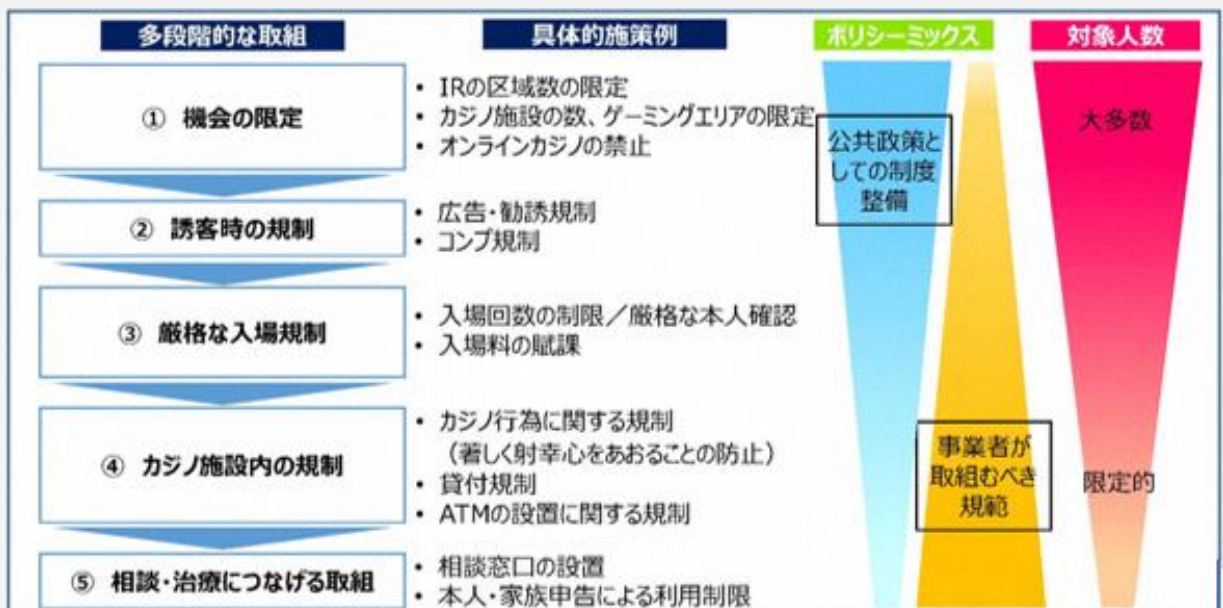 多段階的な取組
具体的施策例
ポリシーミックス
対象人数
① 機会の限定
• IRの区域数の限定
• カジノ施設の数、ゲーミングエリアの限定
• オンラインカジノの禁止
② 誘客時の規制
• 広告・勧誘規制
• コンプ規制
③ 厳格な入場規制
• 入場回数の制限／厳格な本人確認
• 入場料の賦課
④ カジノ施設内の規制
• カジノ行為に関する規制
（著しく射幸心をあおることの防止）
• 貸付規制
• ATMの設置に関する規制
⑤ 相談・治療につなげる取組
• 相談窓口の設置
• 本人・家族申告による利用制限
公共政策と
しての制度
整備
事業者が
取組むべき
規範
大多数
限定的